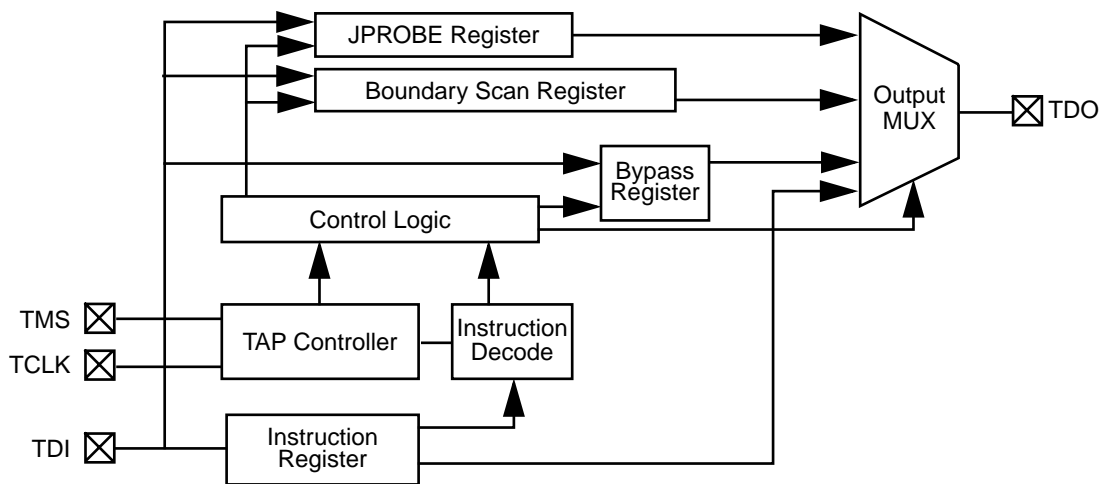 JPROBE Register
Boundary Scan Register
Output
MUX
TDO
Bypass
Register
Control Logic
TMS
TAP Controller
Instruction
Decode
TCLK
TDI
Instruction
Register